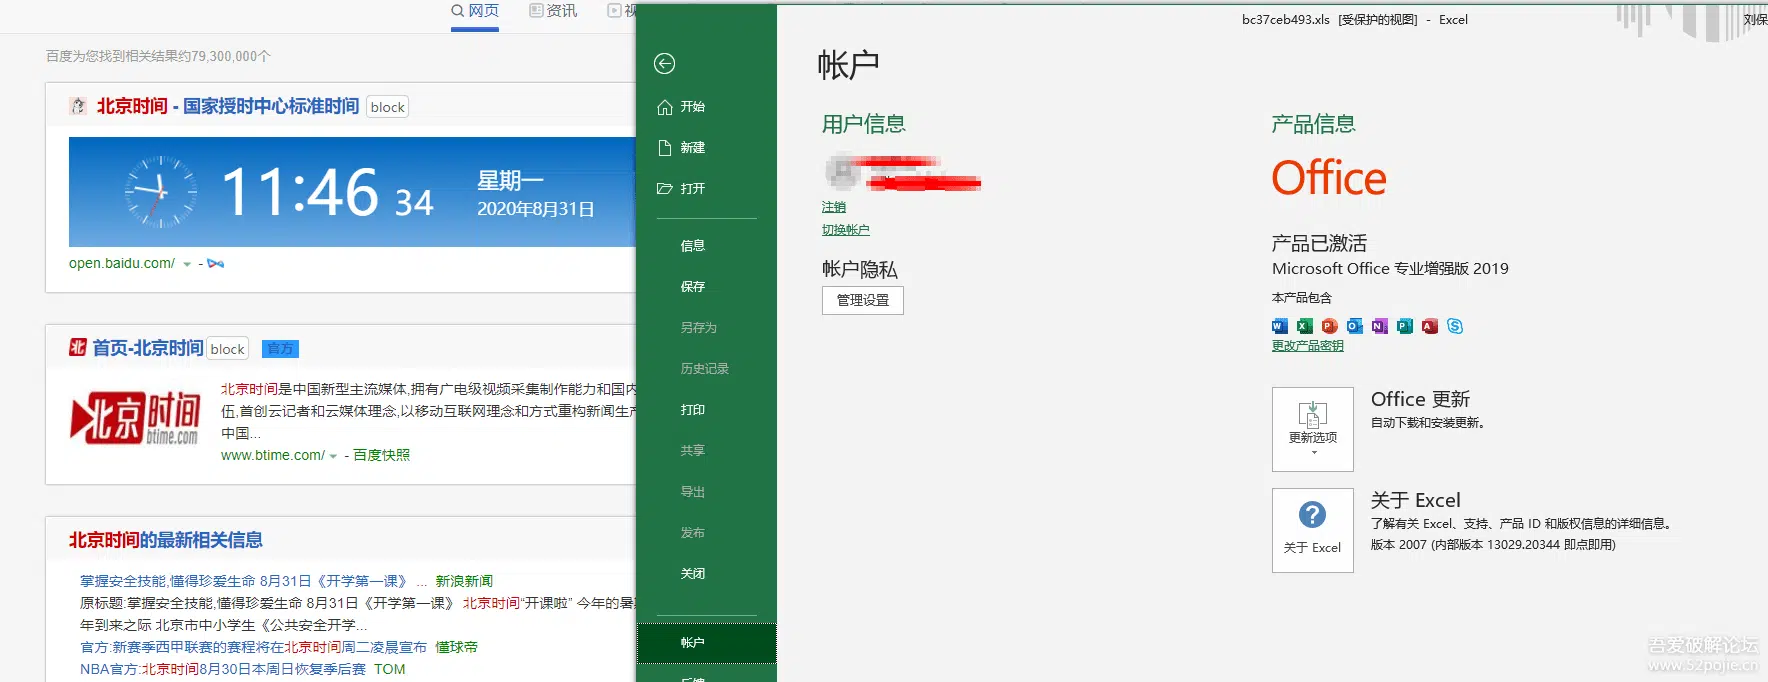 网页
资讯
百度为您找到相关结果约79,300,000个
北京时间 - 国家授时中心标准时间 block
11:46 34
星期一
2020年8月31日
open.baidu.com/
首页-北京时间 block 官方
北京时间
btime.com
北京时间是中国新型主流媒体,拥有广电级视频采集制作能力和国内
伍,首创云记者和云媒体理念,以移动互联网理念和方式重构新闻生产
中国...
www.btime.com/ - 百度快照
北京时间的最新相关信息
掌握安全技能,懂得珍爱生命 8月31日《开学第一课》 ... 新浪新闻
原标题:掌握安全技能,懂得珍爱生命 8月31日《开学第一课》 北京时间“开课啦” 今年的暑
年到来之际 北京市中小学生《公共安全开学...
官方:新赛季西甲联赛的赛程将在北京时间周二凌晨宣布 懂球帝
NBA官方:北京时间8月30日本周日恢复季后赛 TOM
开始
新建
打开
信息
保存
另存为
历史记录
打印
共享
导出
发布
关闭
帐户
bc37ceb493.xls [受保护的视图] - Excel
刘保
帐户
用户信息
注销
切换帐户
帐户隐私
管理设置
产品信息
Office
产品已激活
Microsoft Office 专业增强版 2019
本产品包含
更改产品密钥
更新选项
Office 更新
自动下载和安装更新。
关于 Excel
关于 Excel
了解有关 Excel、支持、产品 ID 和版权信息的详细信息。
版本 2007 (内部版本 13029.20344 即点即用)
吾爱破解论坛
www.52pojie.cn